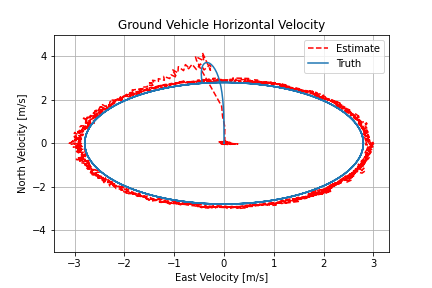 Ground Vehicle Horizontal Velocity
Estimate
Truth
North Velocity [m/s]
4
2
0
−2
−4
−3
−2
−1
0
1
2
3
East Velocity [m/s]